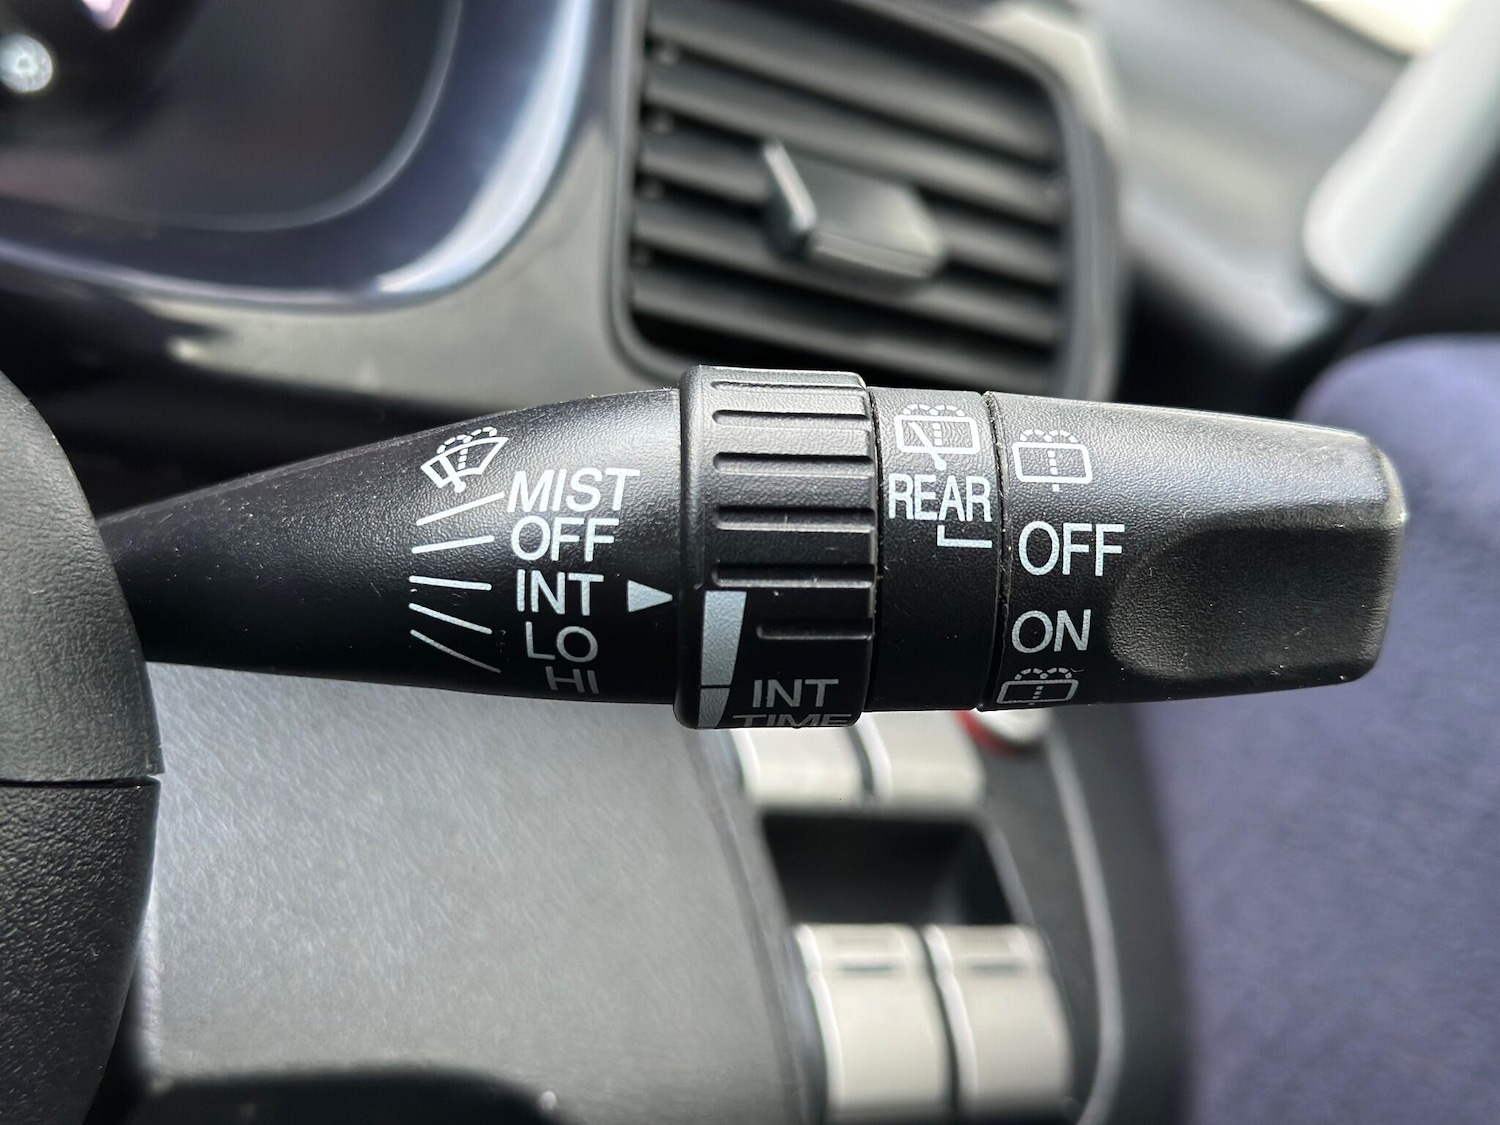 MIST
OFF
INT
LO
HI
INT
TIME
REAR
OFF
ON